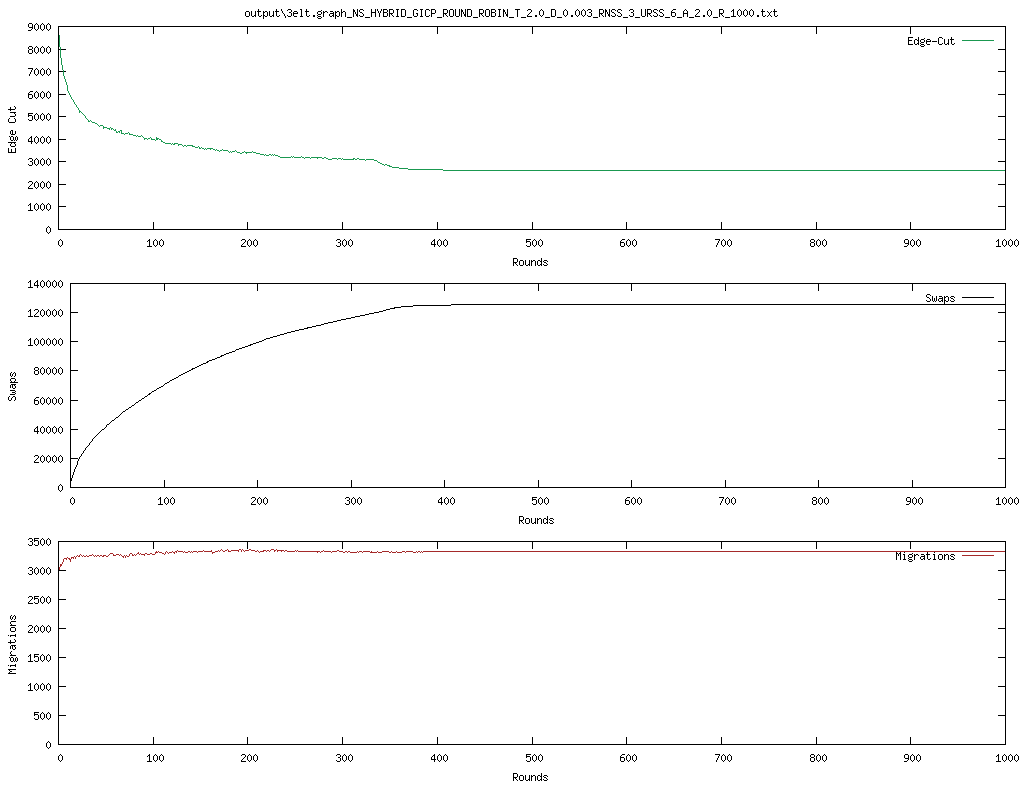 output\3elt.graph_NS_HYBRID_GICP_ROUND_ROBIN_T_2.0_D_0.003_RNSS_3_URSS_6_A_2.0_R_1000.txt
9000
8000
7000
6000
5000
4000
3000
2000
1000
0
Edge Cut
Edge-Cut
0 100 200 300 400 500 600 700 800 900 1000
Rounds
140000
120000
100000
80000
60000
40000
20000
0
Swaps
Swaps
0 100 200 300 400 500 600 700 800 900 1000
Rounds
3500
3000
2500
2000
1500
1000
500
0
Migrations
Migrations
0 100 200 300 400 500 600 700 800 900 1000
Rounds